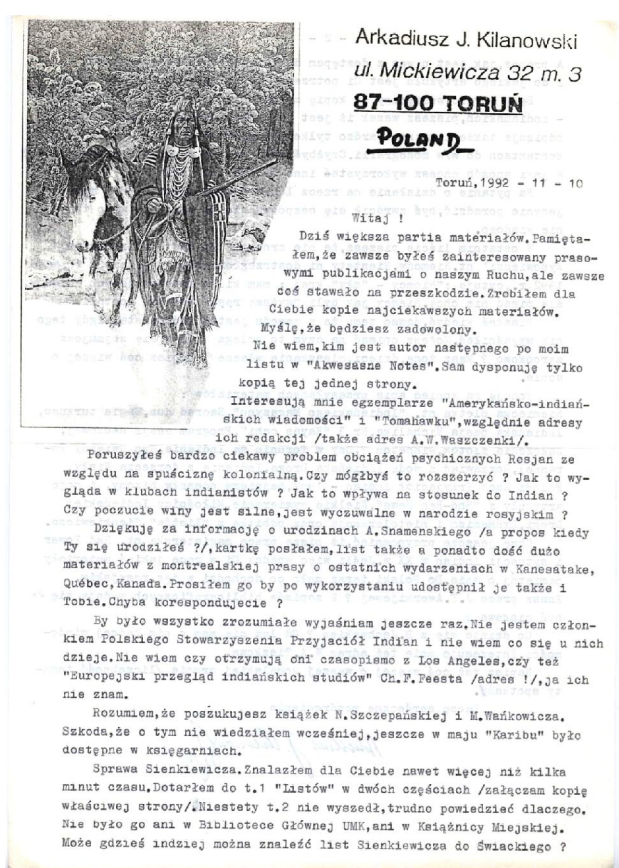 Arkadiusz J. Kilanowski
ul. Mickiewicza 32 m. 3
87-100 TORUŃ
POLAND
Toruń,1992 - 11 - 10
Witaj !
Dziś większa partia materiałów.Pamięta-
łem,że zawsze byłeś zainteresowany praso-
wymi publikacjami o naszym Ruchu,ale zawsze
coś stawało na przeszkodzie.Zrobiłem dla
Ciebie kopie najciekawszych materiałów.
Myślę,że będziesz zadowolony.
Nie wiem,kim jest autor następnego po moim
listu w "Akwesasne Notes".Sam dysponuję tylko
kopią tej jednej strony.
Interesują mnie egzemplarze "Amerykańsko-indiań-
skich wiadomości" i "Tomahawku",względnie adresy
ich redakcji /także adres A.W.Waszczenki/.
Poruszyłeś bardzo ciekawy problem obciążeń psychicznych Rosjan ze
względu na spuściznę kolonialną.Czy mógłbyś to rozszerzyć ? Jak to wy-
gląda w klubach indianistów ? Jak to wpływa na stosunek do Indian ?
Czy poczucie winy jest silne,jest wyczuwalne w narodzie rosyjskim ?
Dziękuję za informację o urodzinach A.Snamenskiego /a propos kiedy
Ty się urodziłeś ?/,kartkę posłałem,list także a ponadto dość dużo
materiałów z montrealskiej prasy o ostatnich wydarzeniach w Kanesatake,
Québec,Kanada.Prosiłem go by po wykorzystaniu udostępnił je także i
Tobie.Chyba korespondujecie ?
By było wszystko zrozumiałe wyjaśniam jeszcze raz.Nie jestem człon-
kiem Polskiego Stowarzyszenia Przyjaciół Indian i nie wiem co się u nich
dzieje.Nie wiem czy otrzymują oni czasopismo z Los Angeles,czy też
"Europejski przegląd indiańskich studiów" Ch.F.Feesta /adres !/,ja ich
nie znam.
Rozumiem,że poszukujesz książek N.Szczepańskiej i M.Wańkowicza.
Szkoda,że o tym nie wiedziałem wcześniej,jeszcze w maju "Karibu" było
dostępne w księgarniach.
Sprawa Sienkiewicza.Znalazłem dla Ciebie nawet więcej niż kilka
minut czasu.Dotarłem do t.1 "Listów" w dwóch częściach /załączam kopię
właściwej strony/.Niestety t.2 nie wyszedł,trudno powiedzieć dlaczego.
Nie było go ani w Bibliotece Głównej UMK,ani w Książnicy Miejskiej.
Może gdzieś indziej można znaleźć list Sienkiewicza do Świackiego ?